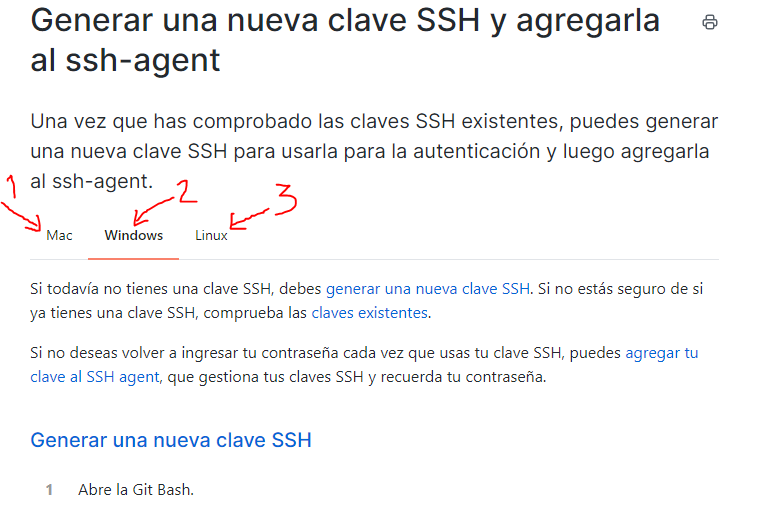 Generar una nueva clave SSH y agregarla
al ssh-agent
Una vez que has comprobado las claves SSH existentes, puedes generar
una nueva clave SSH para usarla para la autenticación y luego agregarla
al ssh-agent.
1 2 3
Mac Windows Linux
Si todavía no tienes una clave SSH, debes generar una nueva clave SSH. Si no estás seguro de si
ya tienes una clave SSH, comprueba las claves existentes.
Si no deseas volver a ingresar tu contraseña cada vez que usas tu clave SSH, puedes agregar tu
clave al SSH agent, que gestiona tus claves SSH y recuerda tu contraseña.
Generar una nueva clave SSH
1 Abre la Git Bash.